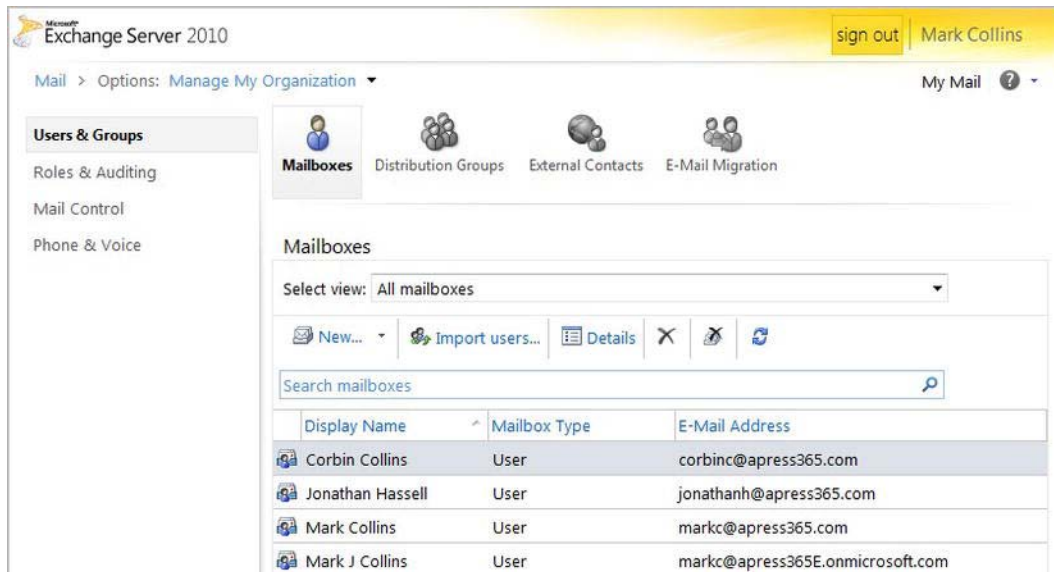 Microsoft®
Exchange Server 2010
sign out Mark Collins
Mail > Options: Manage My Organization
My Mail
Users & Groups
Roles & Auditing
Mail Control
Phone & Voice
Mailboxes Distribution Groups External Contacts E-Mail Migration
Mailboxes
Select view: All mailboxes
New... Import users... Details
Search mailboxes
Display Name Mailbox Type E-Mail Address
Corbin Collins User corbinc@apress365.com
Jonathan Hassell User jonathanh@apress365.com
Mark Collins User markc@apress365.com
Mark J Collins User markc@apress365E.onmicrosoft.com